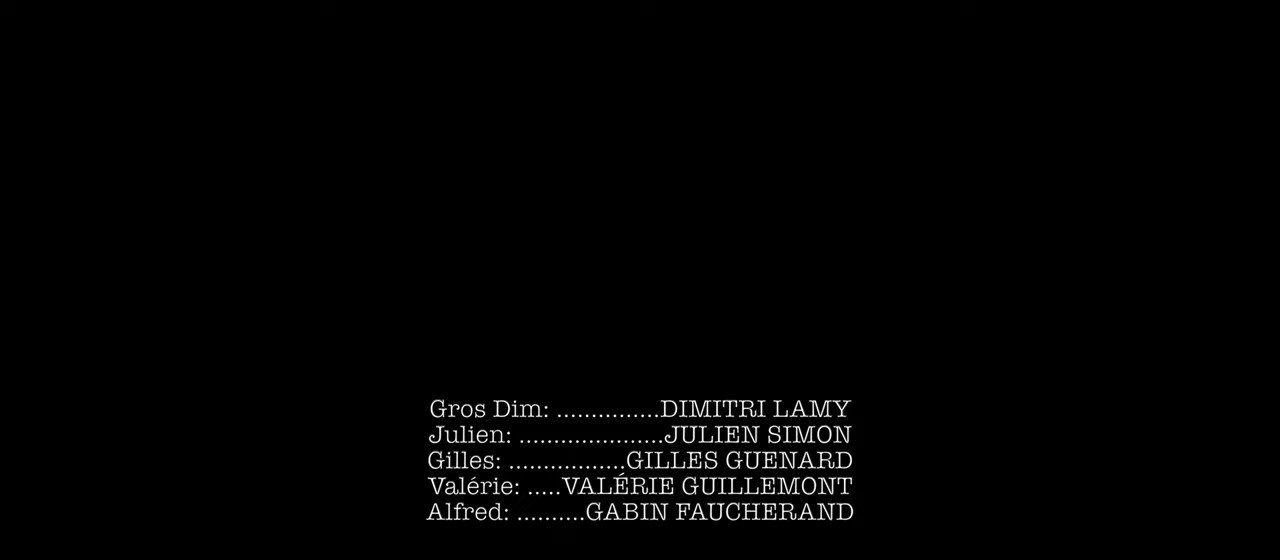 Gros Dim: ...............DIMITRI LAMY
Julien: .....................JULIEN SIMON
Gilles: .................GILLES GUENARD
Valérie: .....VALÉRIE GUILLEMONT
Alfred: ..........GABIN FAUCHERAND